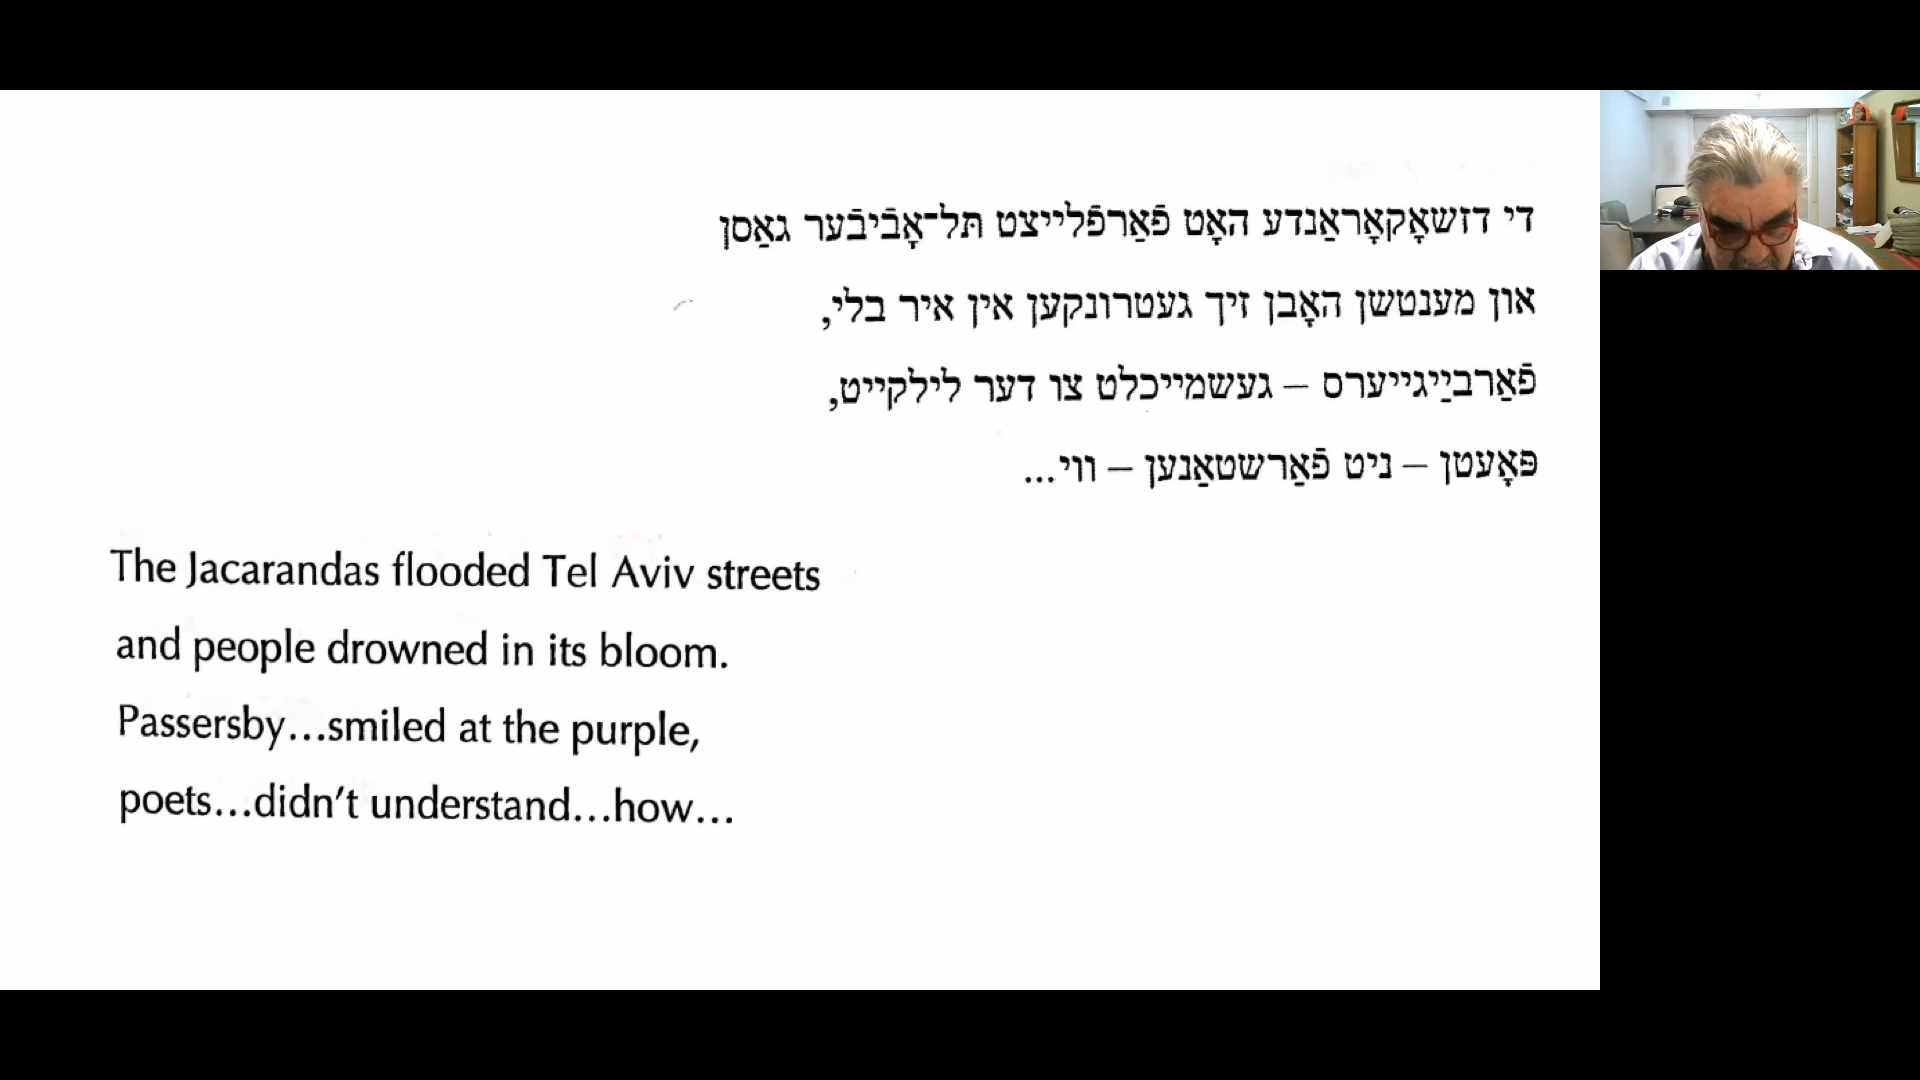 די דזשאָקאָראַנדע האָט פֿאַרפֿלייצט תּל־אָבֿיבֿער גאַסן
און מענטשן האָבן זיך געטרונקען אין איר בלי,
פֿאַרבײַגייערס – געשמייכלט צו דער לילקייט,
פּאָעטן – ניט פֿאַרשטאַנען – ווי...
The Jacarandas flooded Tel Aviv streets
and people drowned in its bloom.
Passersby...smiled at the purple,
poets...didn't understand...how...